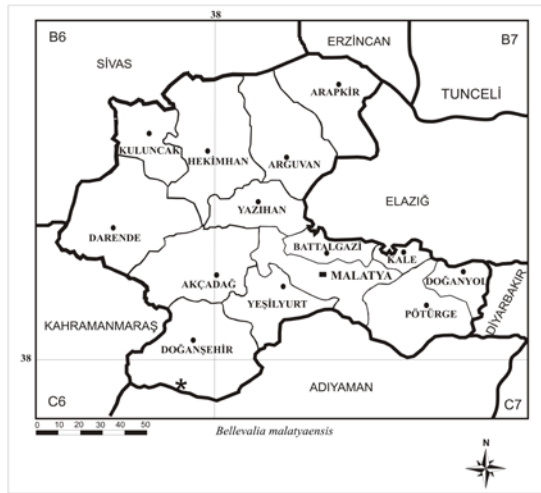 38
B6
ERZİNCAN
B7
SİVAS
TUNCELİ
ARAPKİR
KULUNCAK
HEKİMHAN
ARGUVAN
ELAZIĞ
YAZIHAN
DARENDE
BATTALGAZİ
KALE
AKÇADAĞ
MALATYA
DOĞANYOL
DİYARBAKIR
YEŞİLYURT
PÖTÜRGE
KAHRAMANMARAŞ
DOĞANŞEHİR
38
*
ADIYAMAN
C6
C7
0 10 20 30 40 50
Bellevalia malatyaensis
N